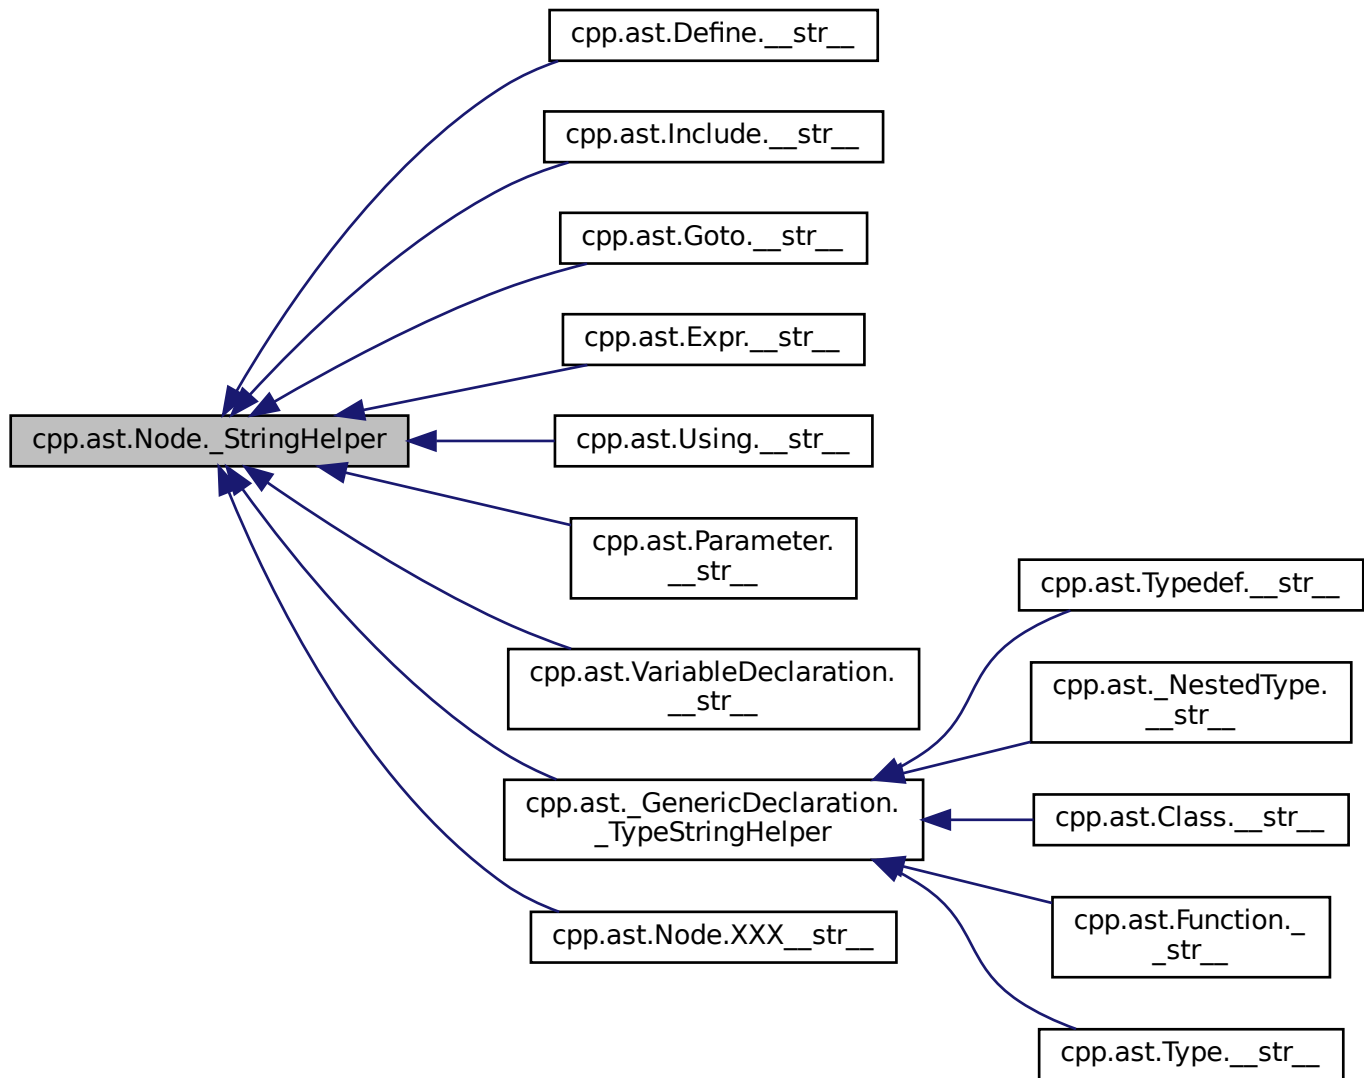 cpp.ast.Define.__str__
cpp.ast.Include.__str__
cpp.ast.Goto.__str__
cpp.ast.Expr.__str__
cpp.ast.Node._StringHelper
cpp.ast.Using.__str__
cpp.ast.Parameter.
__str__
cpp.ast.Typedef.__str__
cpp.ast.VariableDeclaration.
__str__
cpp.ast._NestedType.
__str__
cpp.ast._GenericDeclaration.
_TypeStringHelper
cpp.ast.Class.__str__
cpp.ast.Node.XXX__str__
cpp.ast.Function._
_str__
cpp.ast.Type.__str__